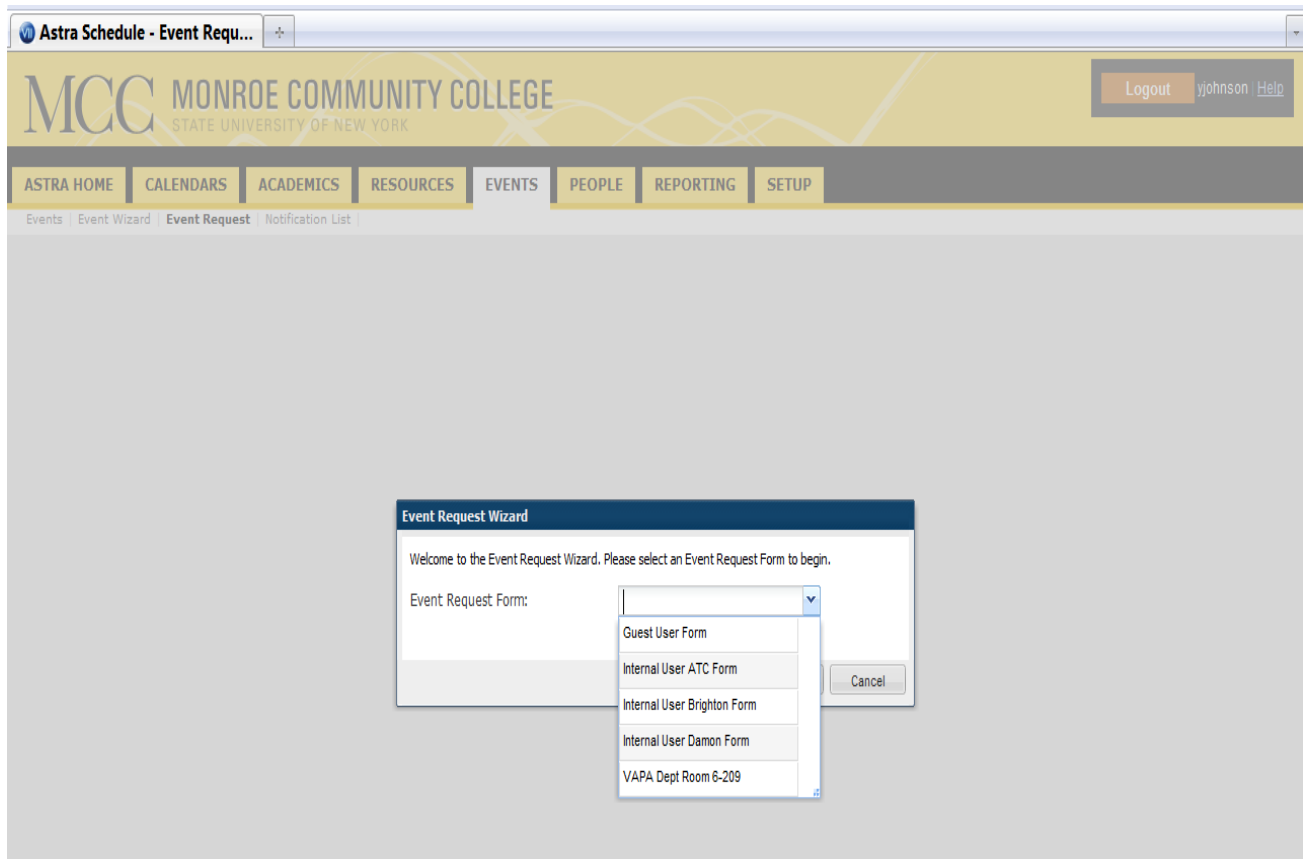 Astra Schedule - Event Requ...
MCC MONROE COMMUNITY COLLEGE
STATE UNIVERSITY OF NEW YORK
Logout yjohnson | Help
ASTRA HOME CALENDARS ACADEMICS RESOURCES EVENTS PEOPLE REPORTING SETUP
Events | Event Wizard | Event Request | Notification List |
Event Request Wizard
Welcome to the Event Request Wizard. Please select an Event Request Form to begin.
Event Request Form:
Guest User Form
Internal User ATC Form
Cancel
Internal User Brighton Form
Internal User Damon Form
VAPA Dept Room 6-209